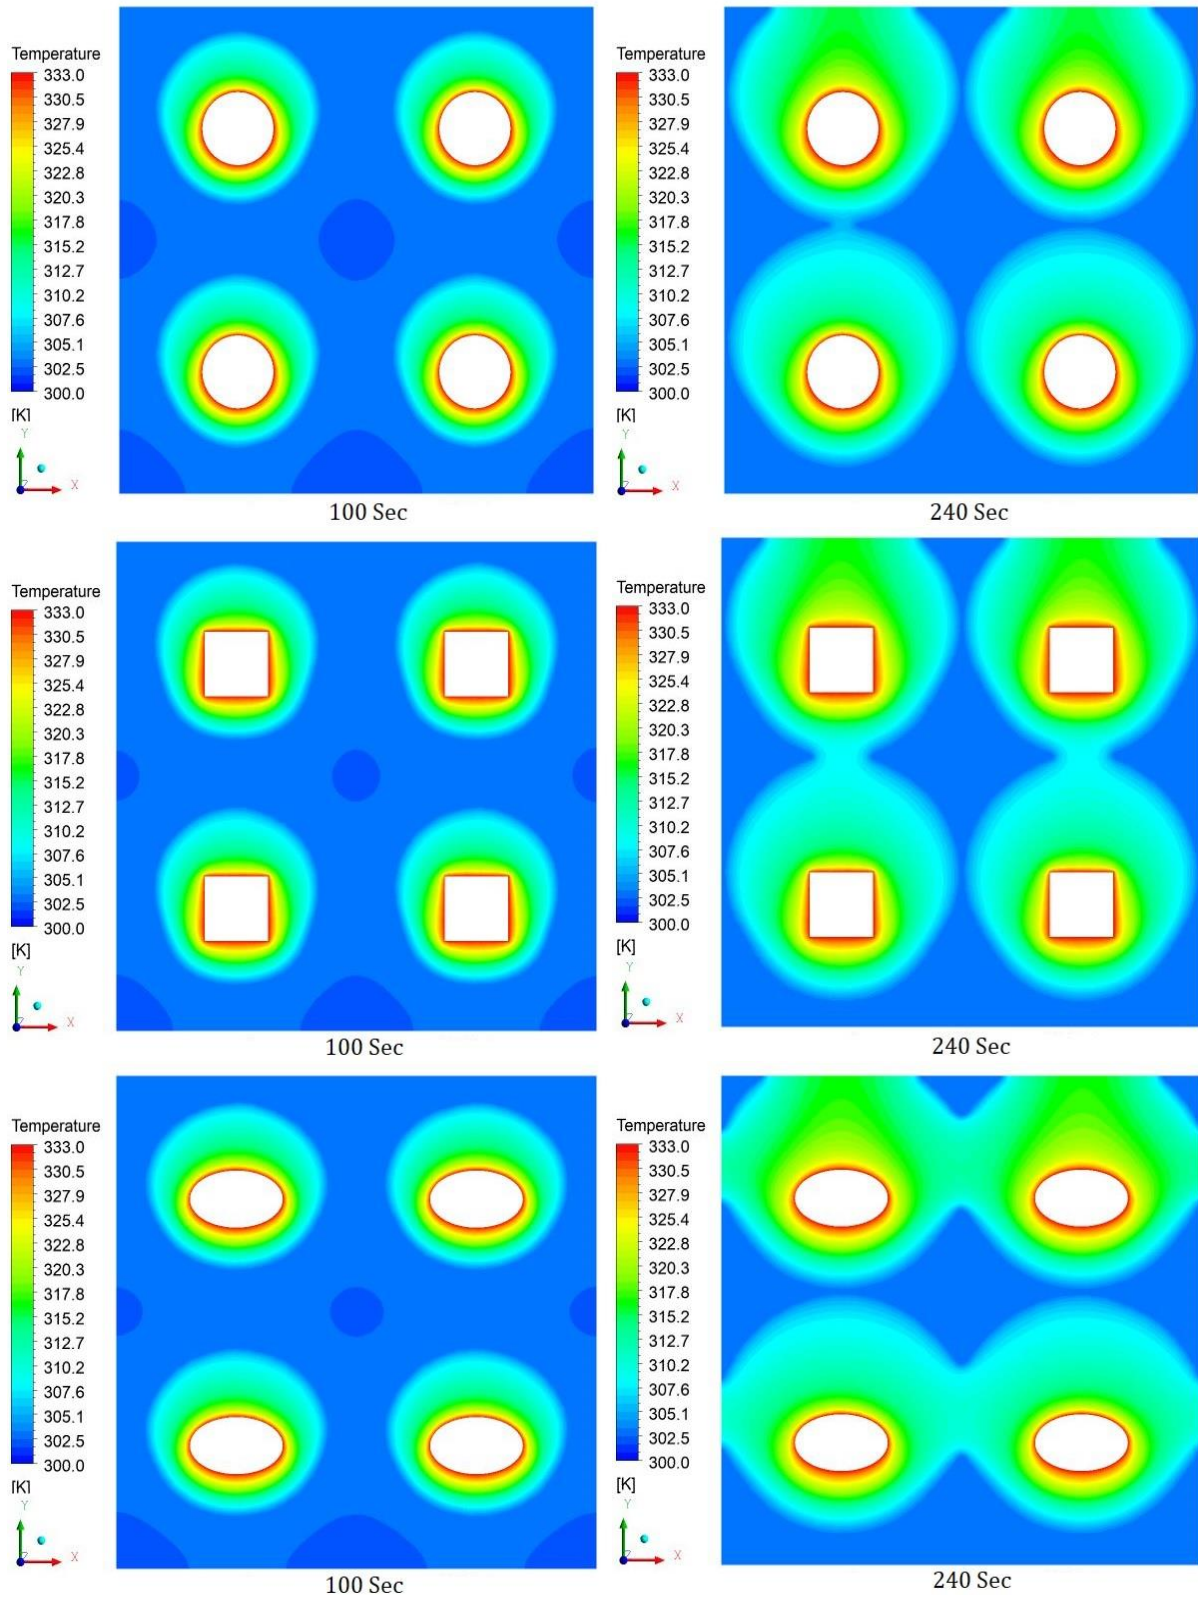 Temperature
333.0
330.5
327.9
325.4
322.8
320.3
317.8
315.2
312.7
310.2
307.6
305.1
302.5
300.0
[K]
Y
Z
X
100 Sec
Temperature
333.0
330.5
327.9
325.4
322.8
320.3
317.8
315.2
312.7
310.2
307.6
305.1
302.5
300.0
[K]
Y
Z
X
240 Sec
Temperature
333.0
330.5
327.9
325.4
322.8
320.3
317.8
315.2
312.7
310.2
307.6
305.1
302.5
300.0
[K]
Y
Z
X
100 Sec
Temperature
333.0
330.5
327.9
325.4
322.8
320.3
317.8
315.2
312.7
310.2
307.6
305.1
302.5
300.0
[K]
Y
Z
X
240 Sec
Temperature
333.0
330.5
327.9
325.4
322.8
320.3
317.8
315.2
312.7
310.2
307.6
305.1
302.5
300.0
[K]
Y
Z
X
100 Sec
Temperature
333.0
330.5
327.9
325.4
322.8
320.3
317.8
315.2
312.7
310.2
307.6
305.1
302.5
300.0
[K]
Y
Z
X
240 Sec